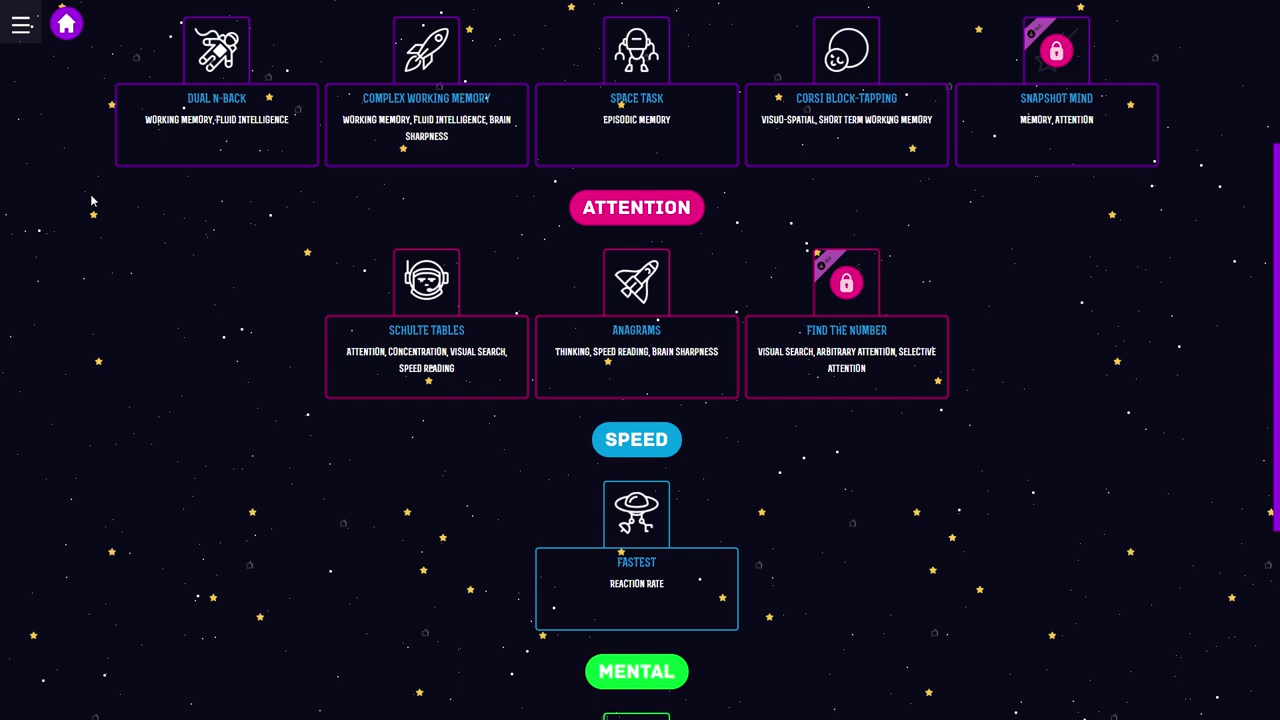 DUAL N-BACK
WORKING MEMORY, FLUID INTELLIGENCE
COMPLEX WORKING MEMORY
WORKING MEMORY, FLUID INTELLIGENCE, BRAIN
SHARPNESS
SPACE TASK
EPISODIC MEMORY
CORSI BLOCK-TAPPING
VISUO-SPATIAL, SHORT TERM WORKING MEMORY
SNAPSHOT MIND
MEMORY, ATTENTION
ATTENTION
SCHULTE TABLES
ATTENTION, CONCENTRATION, VISUAL SEARCH,
SPEED READING
ANAGRAMS
THINKING, SPEED READING, BRAIN SHARPNESS
FIND THE NUMBER
VISUAL SEARCH, ARBITRARY ATTENTION, SELECTIVE
ATTENTION
SPEED
FASTEST
REACTION RATE
MENTAL